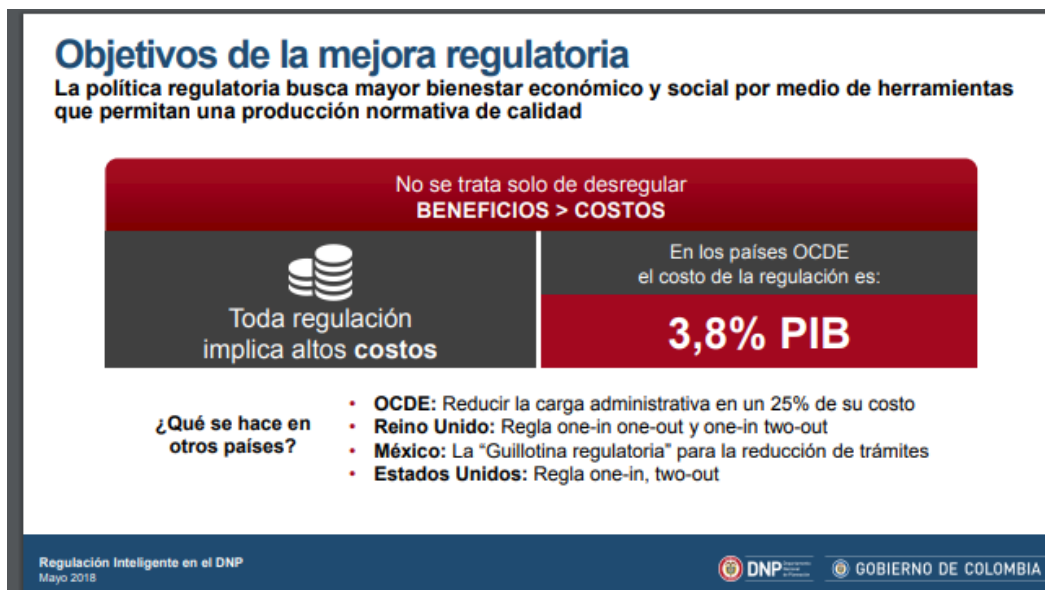 Objetivos de la mejora regulatoria
La política regulatoria busca mayor bienestar económico y social por medio de herramientas
que permitan una producción normativa de calidad
No se trata solo de desregular
BENEFICIOS > COSTOS
Toda regulación
implica altos costos
En los países OCDE
el costo de la regulación es:
3,8% PIB
¿Qué se hace en
otros países?
• OCDE: Reducir la carga administrativa en un 25% de su costo
• Reino Unido: Regla one-in one-out y one-in two-out
• México: La “Guillotina regulatoria” para la reducción de trámites
• Estados Unidos: Regla one-in, two-out
Regulación Inteligente en el DNP
Mayo 2018
DNP
GOBIERNO DE COLOMBIA